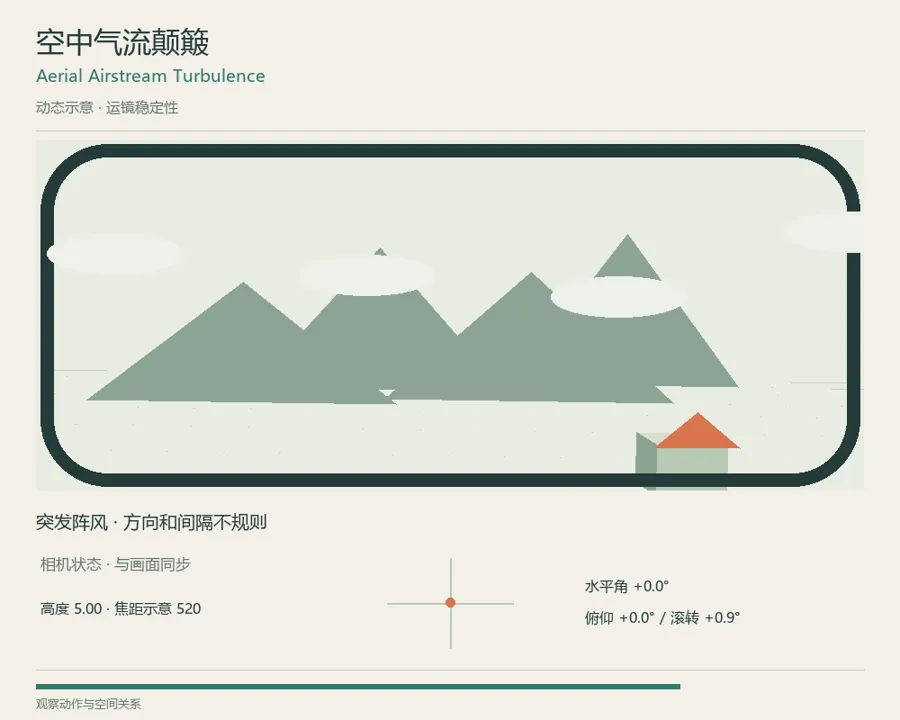 空中气流颠簸
Aerial Airstream Turbulence
动态示意 · 运镜稳定性
突发阵风 · 方向和间隔不规则
相机状态 · 与画面同步
高度 5.00 · 焦距示意 520
水平角 +0.0°
俯仰 +0.0° / 滚转 +0.9°
观察动作与空间关系